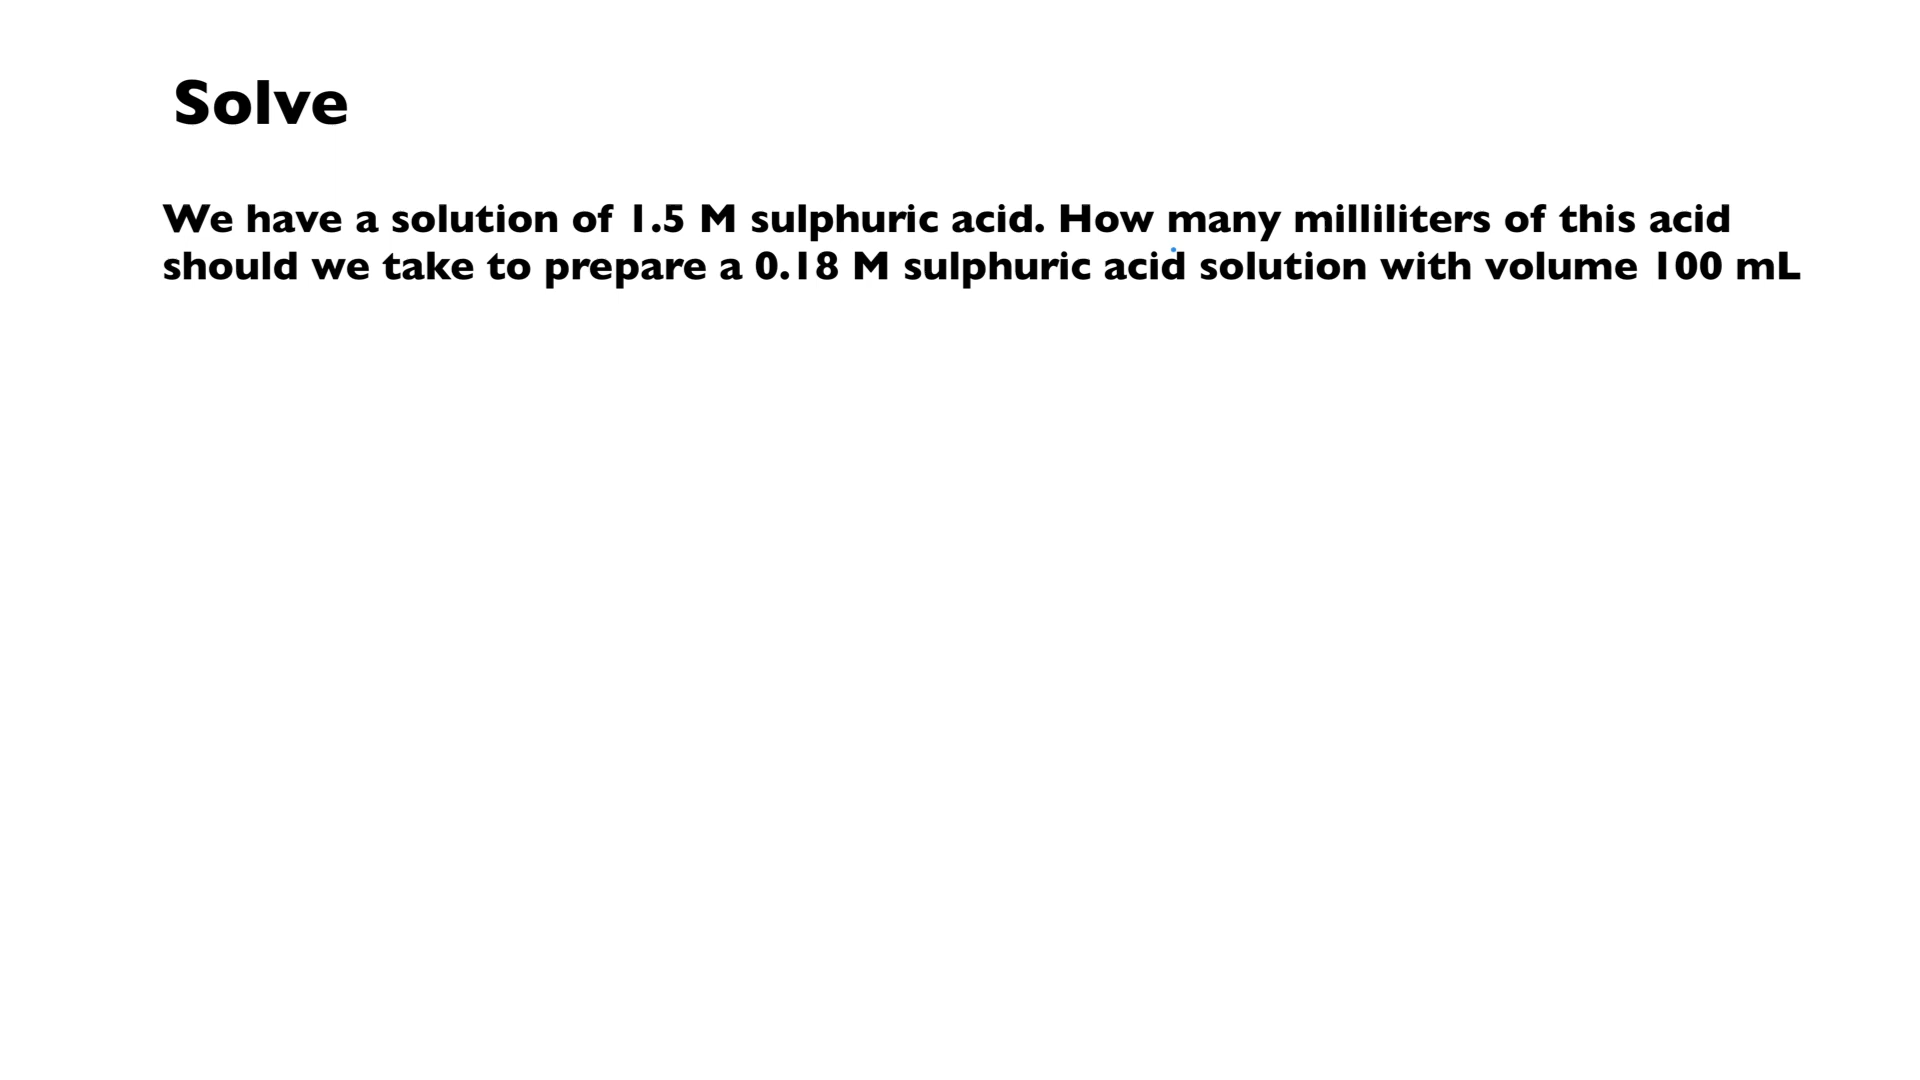 Solve
We have a solution of 1.5 M sulphuric acid. How many milliliters of this acid
should we take to prepare a 0.18 M sulphuric acid solution with volume 100 mL